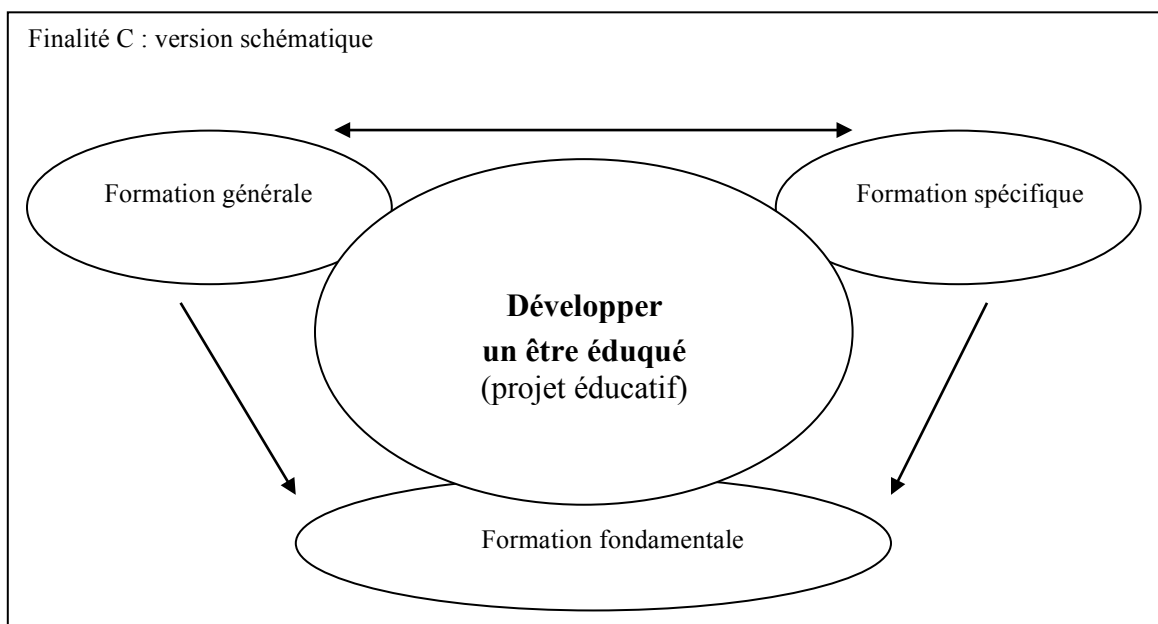 Finalité C : version schématique
Formation générale
Formation spécifique
Développer
un être éduqué
(projet éducatif)
Formation fondamentale